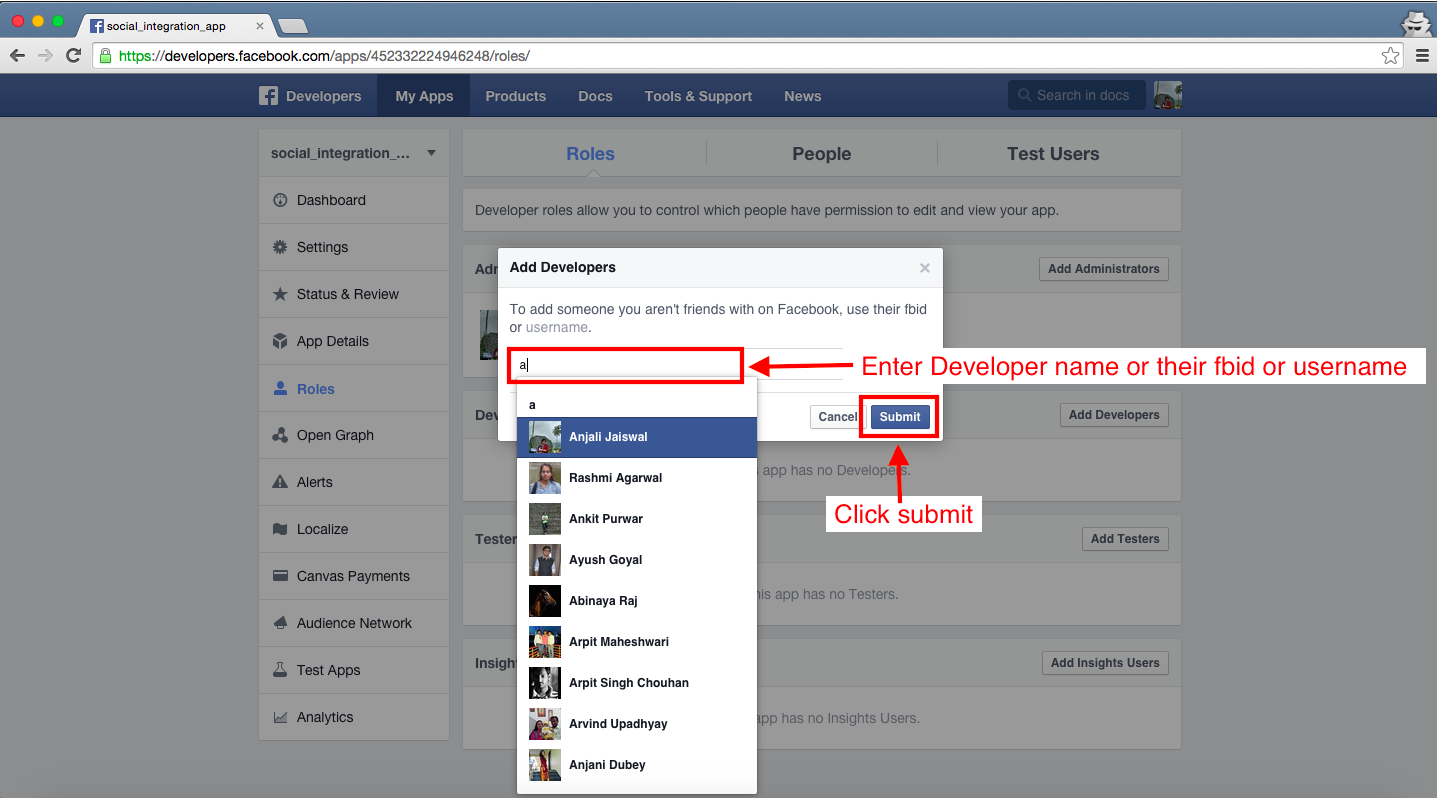 social_integration_app
https://developers.facebook.com/apps/452332224946248/roles/
Developers My Apps Products Docs Tools & Support News Search in docs
social_integration_...
Dashboard
Settings
Status & Review
App Details
Roles
Open Graph
Alerts
Localize
Canvas Payments
Audience Network
Test Apps
Analytics
Roles People Test Users
Developer roles allow you to control which people have permission to edit and view your app.
Add Administrators
Add Developers
To add someone you aren't friends with on Facebook, use their fbid
or username.
a
Enter Developer name or their fbid or username
Cancel Submit
Click submit
a
Anjali Jaiswal
Rashmi Agarwal
Ankit Purwar
Ayush Goyal
Abinaya Raj
Arpit Maheshwari
Arpit Singh Chouhan
Arvind Upadhyay
Anjani Dubey
Add Developers
app has no Developers.
Tester
Add Testers
app has no Testers.
Insigh
Add Insights Users
app has no Insights Users.